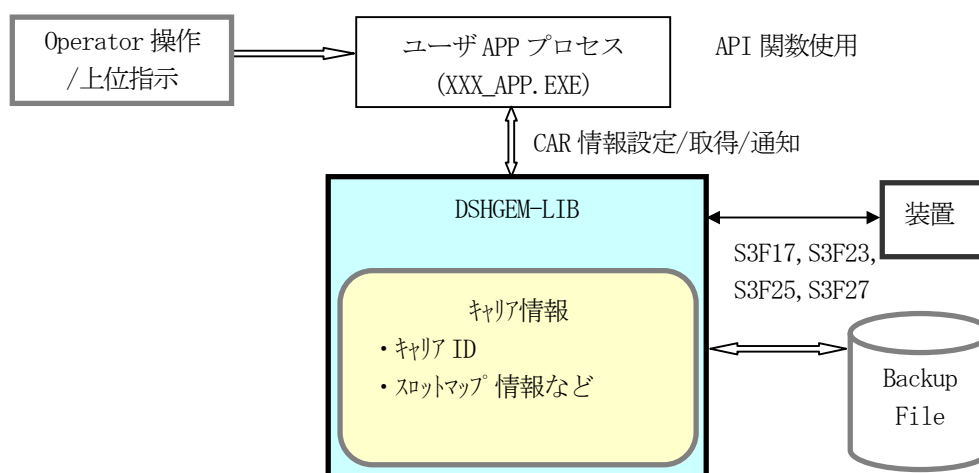 Operator 操作
/上位指示
ユーザ APP プロセス
(XXX_APP.EXE)
API 関数使用
CAR 情報設定/取得/通知
DSHGEM-LIB
装置
S3F17, S3F23,
S3F25, S3F27
ｷｬﾘｱ情報
・ｷｬﾘｱ ID
・ｽﾛｯﾄﾏｯﾌﾟ 情報など
Backup
File